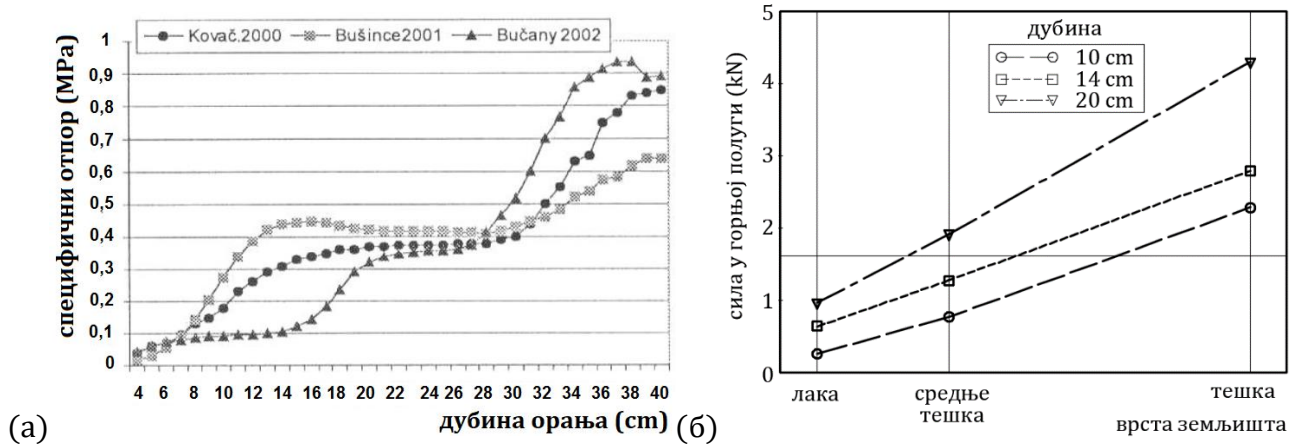 Kovač.2000 Bušince2001 Bučany 2002
специфични отпор (MPa)
1
0,9
0,8
0,7
0,6
0,5
0,4
0,3
0,2
0,1
0
4 6 8 10 12 14 16 18 20 22 24 26 28 30 32 34 36 38 40
дубина орања (cm)
(а)
сила у горњој полуги (kN)
5
4
3
2
1
0
дубина
10 cm
14 cm
20 cm
лака средње тешка
тешка
врста земљишта
(б)